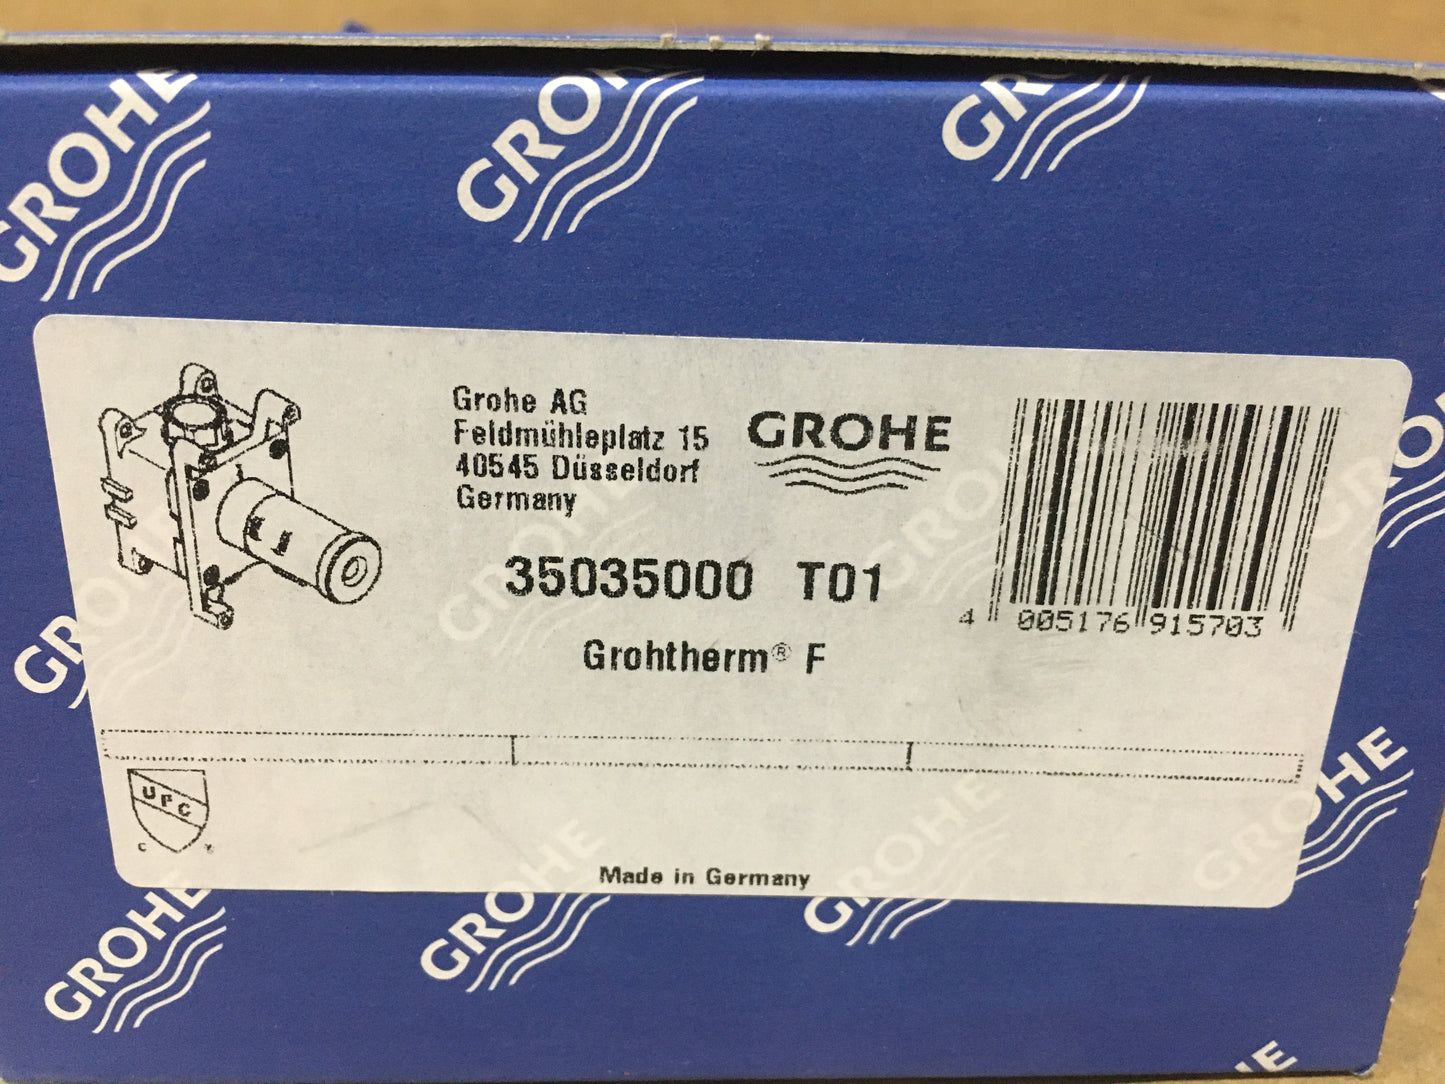 GROHE
GROHE
GROHE
Grohe AG
Feldmühleplatz 15
40545 Düsseldorf
Germany
GROHE
35035000 T01
Grohtherm® F
4 005176 915703
UPC
Made in Germany
GROHE
GROHE
GROHE
GROHE